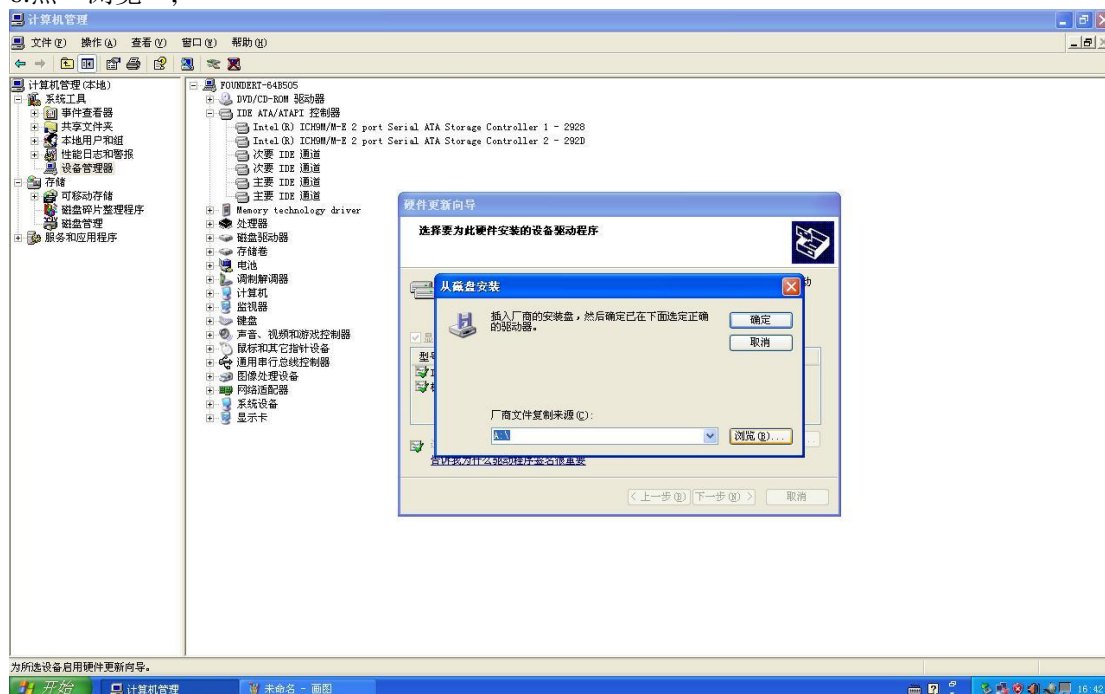 计算机管理
文件(F) 操作(A) 查看(V) 窗口(W) 帮助(H)
计算机管理(本地)
系统工具
事件查看器
共享文件夹
本地用户和组
性能日志和警报
设备管理器
存储
可移动存储
磁盘碎片整理程序
磁盘管理
服务和应用程序
FOUNDERT-64B505
DVD/CD-ROM 驱动器
IDE ATA/ATAPI 控制器
Intel(R) ICH9M/M-E 2 port Serial ATA Storage Controller 1 - 2928
Intel(R) ICH9M/M-E 2 port Serial ATA Storage Controller 2 - 292D
次要 IDE 通道
次要 IDE 通道
主要 IDE 通道
主要 IDE 通道
Memory technology driver
处理器
磁盘驱动器
存储卷
电池
调制解调器
计算机
监视器
键盘
声音、视频和游戏控制器
鼠标和其它指针设备
通用串行总线控制器
图像处理设备
网络适配器
系统设备
显示卡
硬件更新向导
选择要为此硬件安装的设备驱动程序
从磁盘安装
插入厂商的安装盘，然后确定已在下面选定正确
的驱动器。
确定
取消
厂商文件复制来源(C):
A:\
浏览(B)...
告诉我为什么驱动程序签名很重要
<上一步(B) 下一步(N)> 取消
为所选设备启用硬件更新向导。
开始 计算机管理 未命名 - 画图 16:42